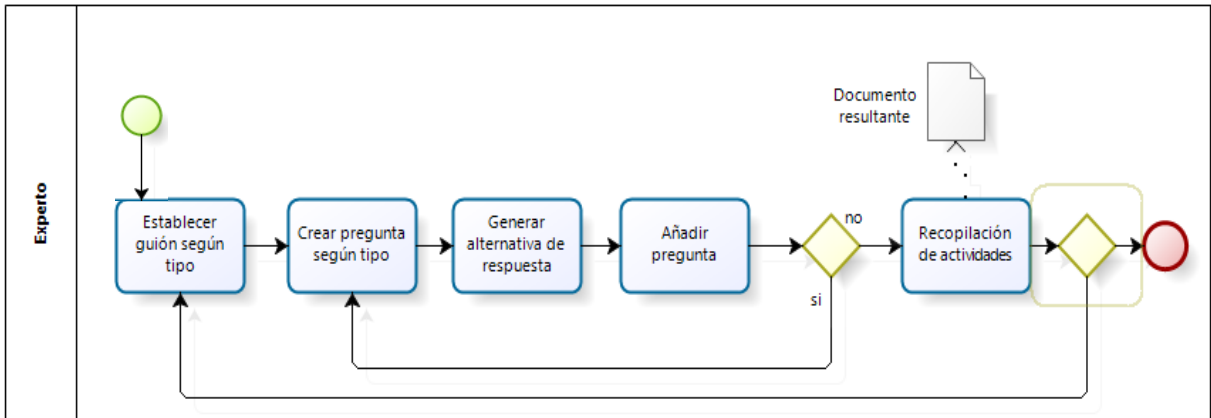 Experto
Documento
resultante
Establecer
guión según
tipo
Crear pregunta
según tipo
Generar
alternativa de
respuesta
Añadir
pregunta
no
si
Recopilación
de actividades